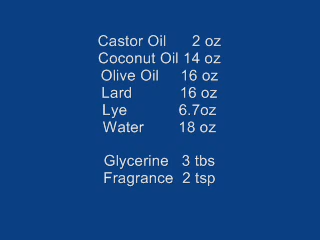 Castor Oil 2 oz
Coconut Oil 14 oz
Olive Oil 16 oz
Lard 16 oz
Lye 6.7oz
Water 18 oz
Glycerine 3 tbs
Fragrance 2 tsp